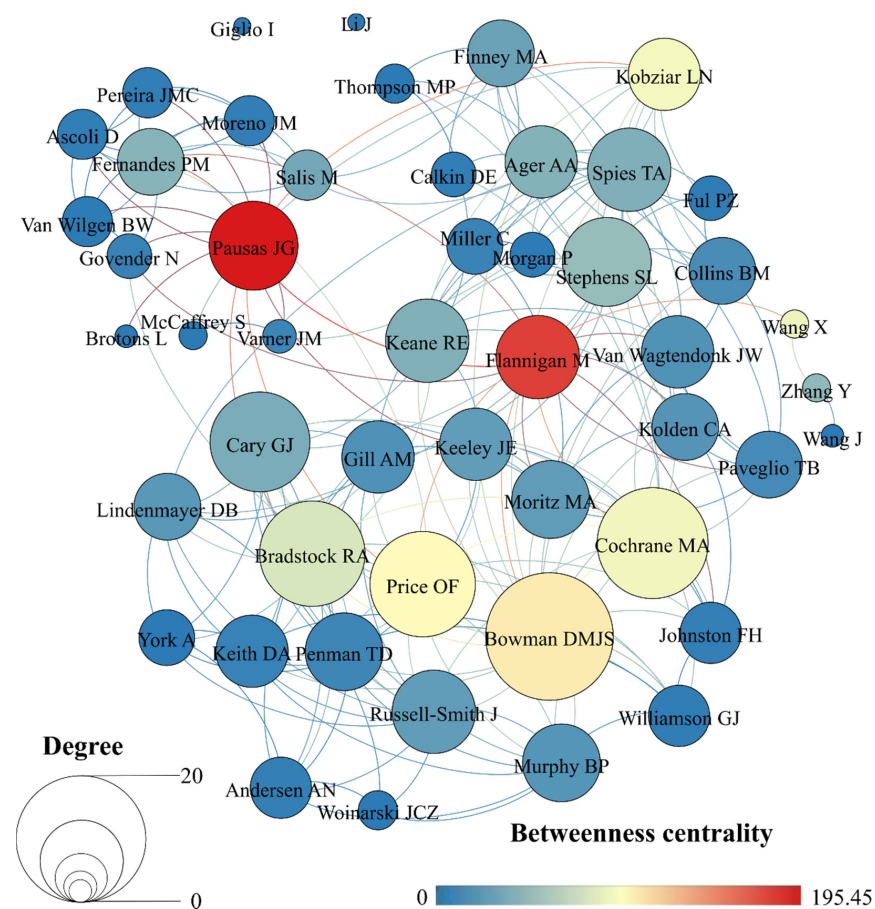 Giglio I
Li J
Finney MA
Kobziar LN
Thompson MP
Pereira JMC
Moreno JM
Ascoli D
Fernandes PM
Salis M
Ager AA
Spies TA
Calkin DE
Ful PZ
Van Wilgen BW
Pausas JG
Miller C
Govender N
Morgan P
Stephens SL
Collins BM
McCaffrey S
Brotons L
Varner JM
Keane RE
Flannigan M
Van Wagtendonk JW
Wang X
Zhang Y
Cary GJ
Gill AM
Keeley JE
Kolden CA
Wang J
Paveglio TB
Lindenmayer DB
Moritz MA
Bradstock RA
Cochrane MA
Price OF
York A
Keith DA
Penman TD
Bowman DMJS
Johnston FH
Russell-Smith J
Williamson GJ
Murphy BP
Andersen AN
Woinarski JCZ
Degree
20
0
Betweenness centrality
0
195.45